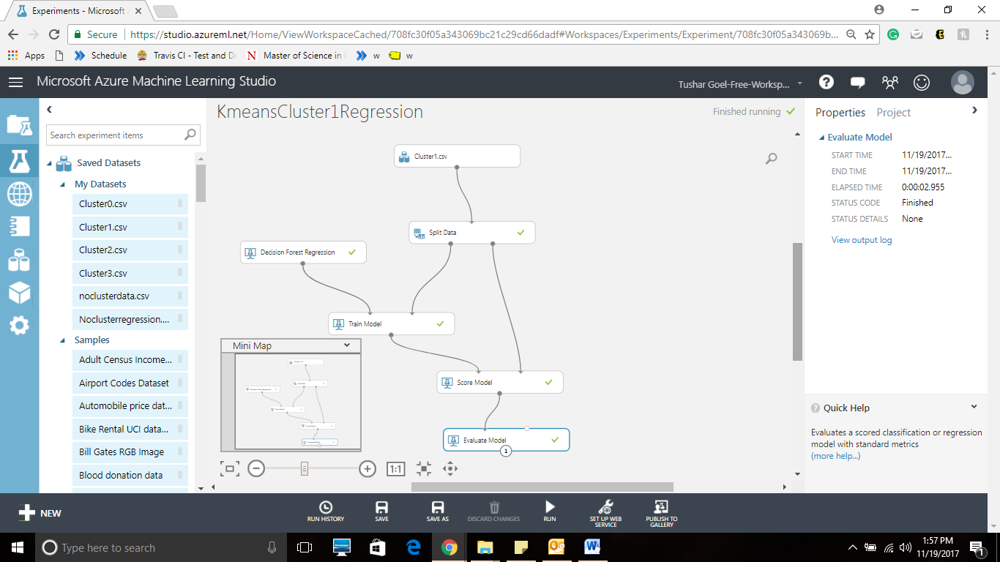 Experiments - Microsoft
Secure
https://studio.azureml.net/Home/ViewWorkspaceCached/708fc30f05a343069bc21c29cd66dadf#Workspaces/Experiments/Experiment/708fc30f05a343069b...
Apps
Schedule
Travis CI - Test and De
Master of Science in
w
w
Microsoft Azure Machine Learning Studio
Tushar Goel-Free-Worksp...
Search experiment items
Saved Datasets
My Datasets
Cluster0.csv
Cluster1.csv
Cluster2.csv
Cluster3.csv
noclusterdata.csv
Noclusterregression....
Samples
Adult Census Income...
Airport Codes Dataset
Automobile price dat...
Bike Rental UCI data...
Bill Gates RGB Image
Blood donation data
KmeansCluster1Regression
Finished running
Cluster1.csv
Split Data
Decision Forest Regression
Train Model
Score Model
Evaluate Model
1
Mini Map
1:1
Properties
Project
Evaluate Model
START TIME 11/19/2017...
END TIME 11/19/2017...
ELAPSED TIME 0:00:02.955
STATUS CODE Finished
STATUS DETAILS None
View output log
Quick Help
Evaluates a scored classification or regression
model with standard metrics
(more help...)
NEW
RUN HISTORY
SAVE
SAVE AS
DISCARD CHANGES
RUN
SET UP WEB
SERVICE
PUBLISH TO
GALLERY
Type here to search
1:57 PM
11/19/2017
1